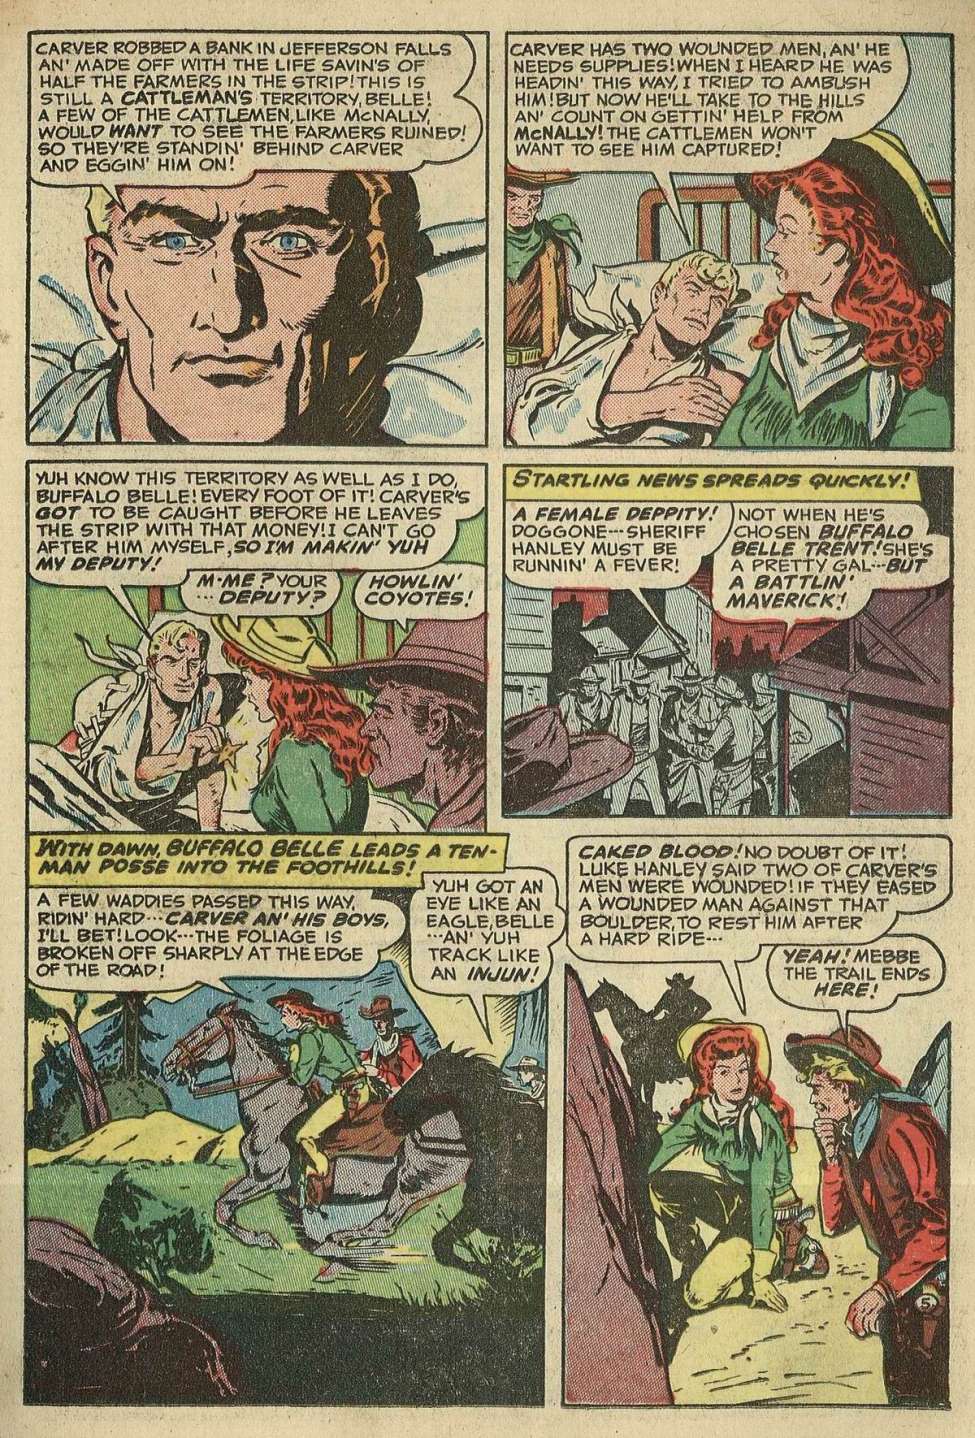 CARVER ROBBED A BANK IN JEFFERSON FALLS
AN' MADE OFF WITH THE LIFE SAVIN'S OF
HALF THE FARMERS IN THE STRIP! THIS IS
STILL A CATTLEMAN'S TERRITORY, BELLE!
A FEW OF THE CATTLEMEN, LIKE McNALLY,
WOULD WANT TO SEE THE FARMERS RUINED!
SO THEY'RE STANDIN' BEHIND CARVER
AND EGGIN' HIM ON!
CARVER HAS TWO WOUNDED MEN, AN' HE
NEEDS SUPPLIES! WHEN I HEARD HE WAS
HEADIN' THIS WAY, I TRIED TO AMBUSH
HIM! BUT NOW HE'LL TAKE TO THE HILLS
AN' COUNT ON GETTIN' HELP FROM
McNALLY! THE CATTLEMEN WON'T
WANT TO SEE HIM CAPTURED!
YUH KNOW THIS TERRITORY AS WELL AS I DO,
BUFFALO BELLE! EVERY FOOT OF IT! CARVER'S
GOT TO BE CAUGHT BEFORE HE LEAVES
THE STRIP WITH THAT MONEY! I CAN'T GO
AFTER HIM MYSELF, SO I'M MAKIN' YUH
MY DEPUTY!
M-ME? YOUR
...DEPUTY?
HOWLIN'
COYOTES!
STARTLING NEWS SPREADS QUICKLY!
A FEMALE DEPPITY!
DOGGONE---SHERIFF
HANLEY MUST BE
RUNNIN' A FEVER!
NOT WHEN HE'S
CHOSEN BUFFALO
BELLE TRENT! SHE'S
A PRETTY GAL---BUT
A BATTLIN'
MAVERICK!
WITH DAWN, BUFFALO BELLE LEADS A TEN-
MAN POSSE INTO THE FOOTHILLS!
A FEW WADDIES PASSED THIS WAY,
RIDIN' HARD---CARVER AN' HIS BOYS,
I'LL BET! LOOK---THE FOLIAGE IS
BROKEN OFF SHARPLY AT THE EDGE
OF THE ROAD!
YUH GOT AN
EYE LIKE AN
EAGLE, BELLE
---AN' YUH
TRACK LIKE
AN INJUN!
CAKED BLOOD! NO DOUBT OF IT!
LUKE HANLEY SAID TWO OF CARVER'S
MEN WERE WOUNDED! IF THEY EASED
A WOUNDED MAN AGAINST THAT
BOULDER, TO REST HIM AFTER
A HARD RIDE---
YEAH! MEBBE
THE TRAIL ENDS
HERE!
5